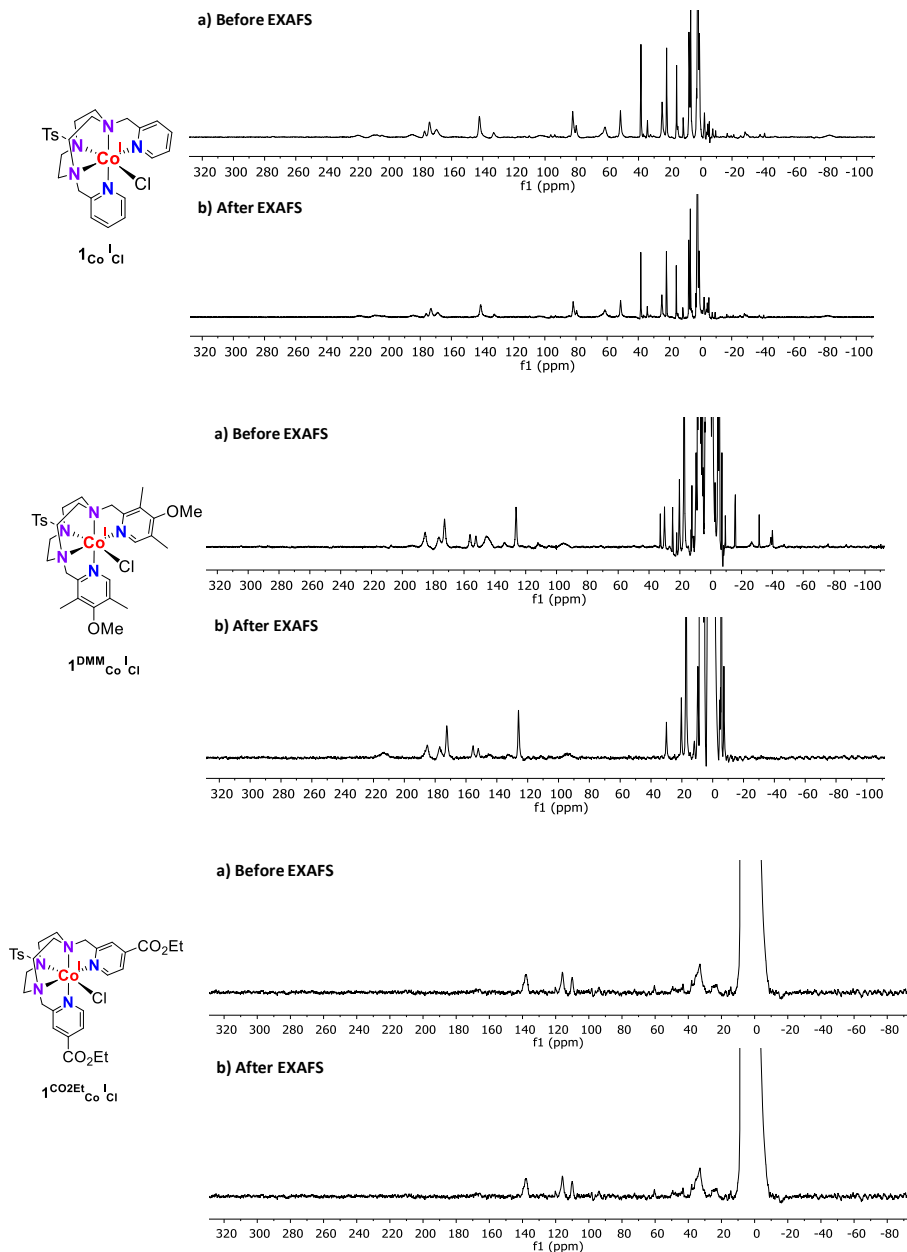 a) Before EXAFS
320 300 280 260 240 220 200 180 160 140 120 100 80 60 40 20 0 -20 -40 -60 -80 -100
f1 (ppm)
b) After EXAFS
320 300 280 260 240 220 200 180 160 140 120 100 80 60 40 20 0 -20 -40 -60 -80 -100
f1 (ppm)
Ts N N Co I N Cl N N
1Co I Cl
a) Before EXAFS
320 300 280 260 240 220 200 180 160 140 120 100 80 60 40 20 0 -20 -40 -60 -80 -100
f1 (ppm)
b) After EXAFS
320 300 280 260 240 220 200 180 160 140 120 100 80 60 40 20 0 -20 -40 -60 -80 -100
f1 (ppm)
OMe
Ts N N Co I N Cl N N
OMe
1DMM Co I Cl
a) Before EXAFS
320 300 280 260 240 220 200 180 160 140 120 100 80 60 40 20 0 -20 -40 -60 -80
f1 (ppm)
b) After EXAFS
320 300 280 260 240 220 200 180 160 140 120 100 80 60 40 20 0 -20 -40 -60 -80
f1 (ppm)
CO2Et
Ts N N Co I N Cl N N
CO2Et
1CO2Et Co I Cl